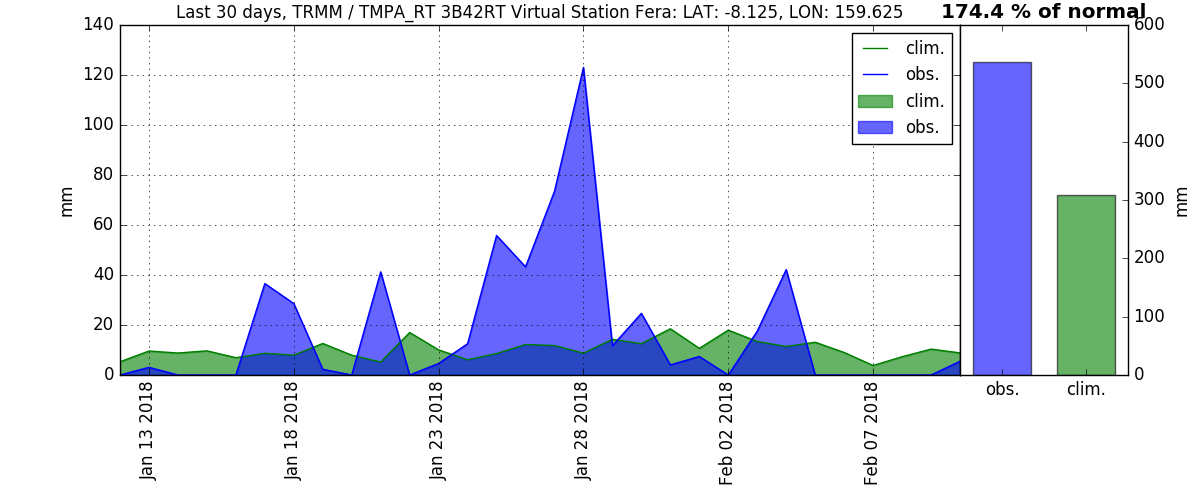 Last 30 days, TRMM / TMPA_RT 3B42RT Virtual Station Fera: LAT: -8.125, LON: 159.625
174.4 % of normal
140
120
100
80
60
40
20
0
mm
clim.
obs.
clim.
obs.
Jan 13 2018
Jan 18 2018
Jan 23 2018
Jan 28 2018
Feb 02 2018
Feb 07 2018
600
500
400
300
200
100
0
mm
obs.
clim.